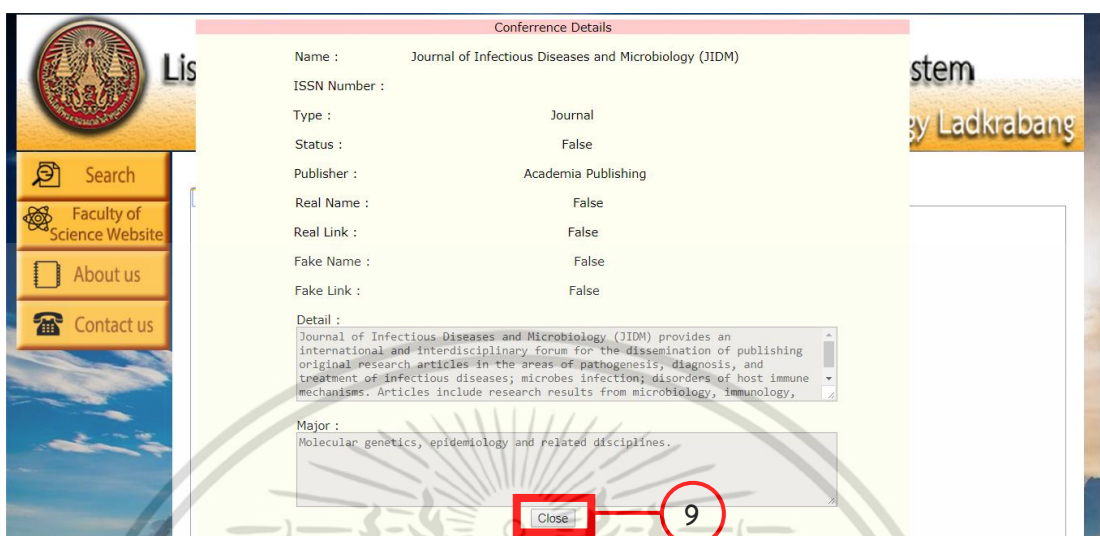 Conferrence Details
Name : Journal of Infectious Diseases and Microbiology (JIDM)
ISSN Number :
Type : Journal
Status : False
Publisher : Academia Publishing
Real Name : False
Real Link : False
Fake Name : False
Fake Link : False
Detail :
Journal of Infectious Diseases and Microbiology (JIDM) provides an
international and interdisciplinary forum for the dissemination of publishing
original research articles in the areas of pathogenesis, diagnosis, and
treatment of infectious diseases; microbes infection; disorders of host immune
mechanisms. Articles include research results from microbiology, immunology,
Major :
Molecular genetics, epidemiology and related disciplines.
Close
9
Lis
stem
gy Ladkrabang
Search
Faculty of
Science Website
About us
Contact us